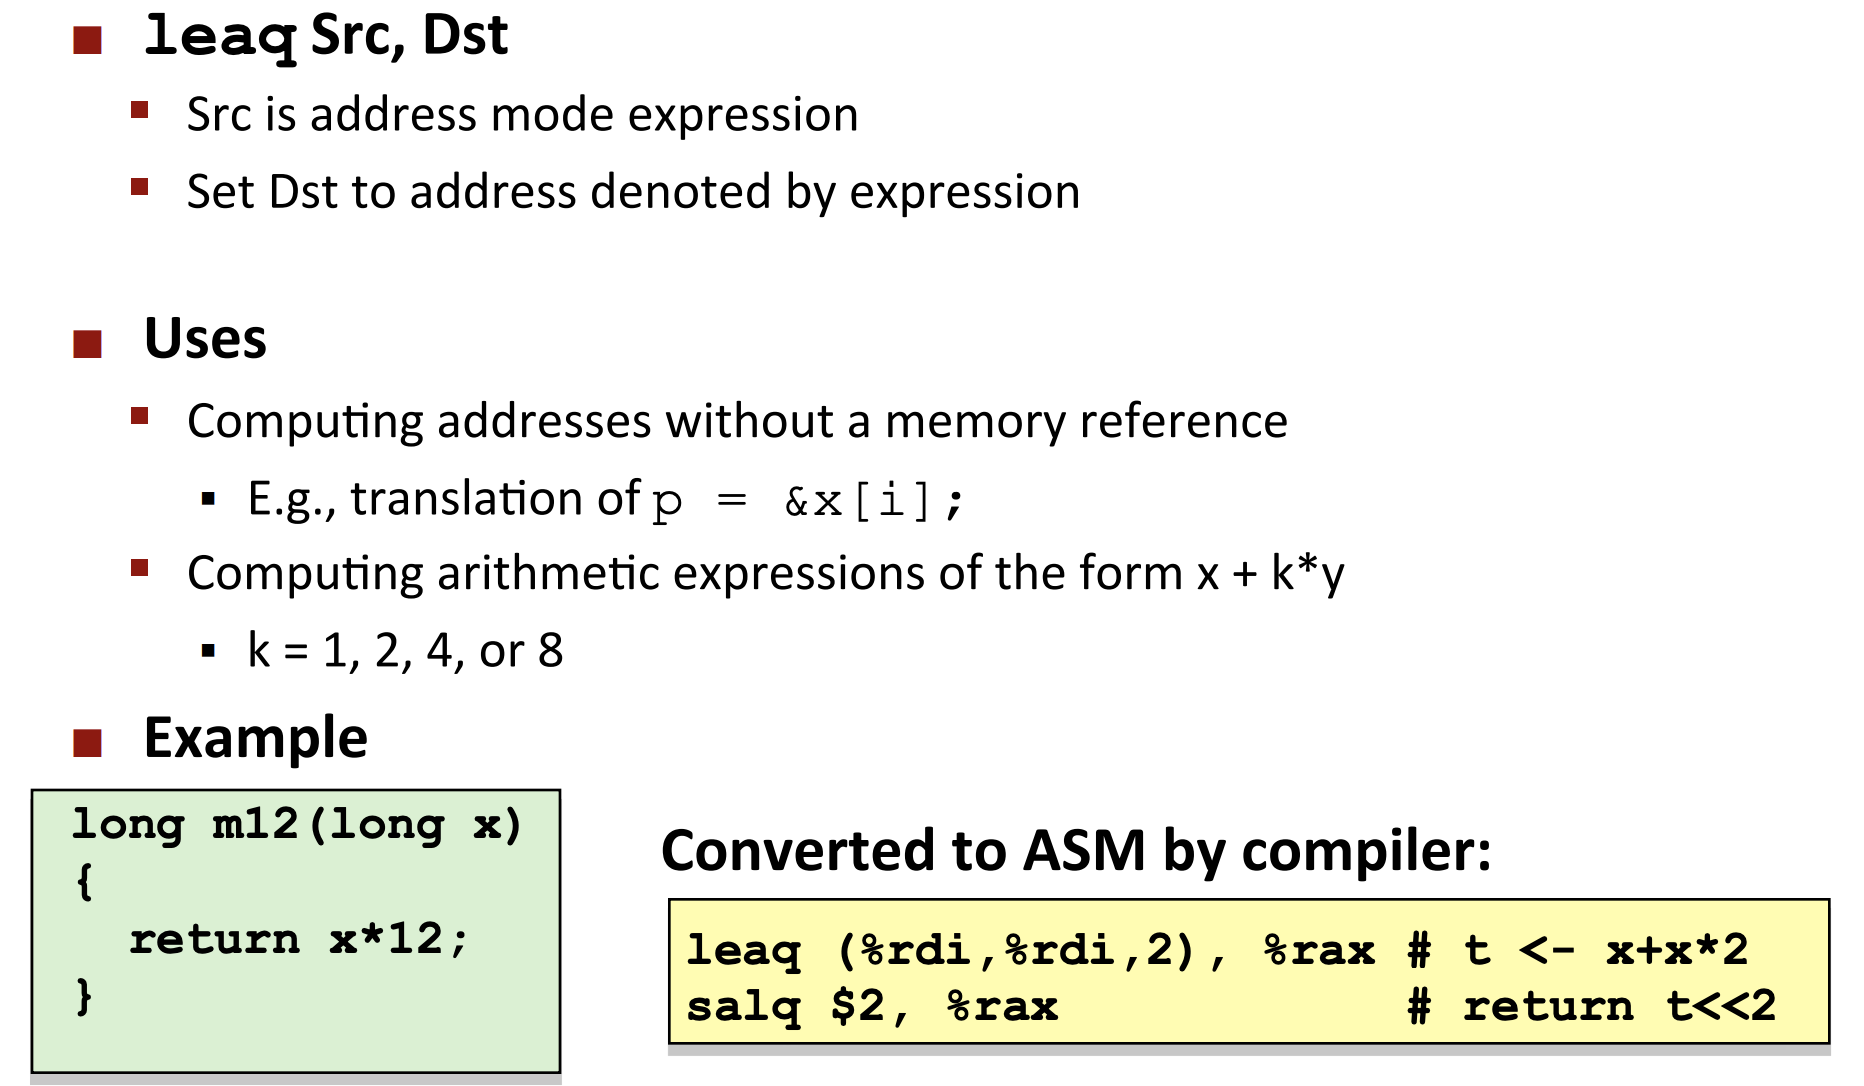 leaq Src, Dst
Src is address mode expression
Set Dst to address denoted by expression
Uses
Computing addresses without a memory reference
E.g., translation of p = &x[i];
Computing arithmetic expressions of the form x + k*y
k = 1, 2, 4, or 8
Example
long m12(long x)
{
return x*12;
}
Converted to ASM by compiler:
leaq (%rdi,%rdi,2), %rax # t <- x+x*2
salq $2, %rax # return t<<2